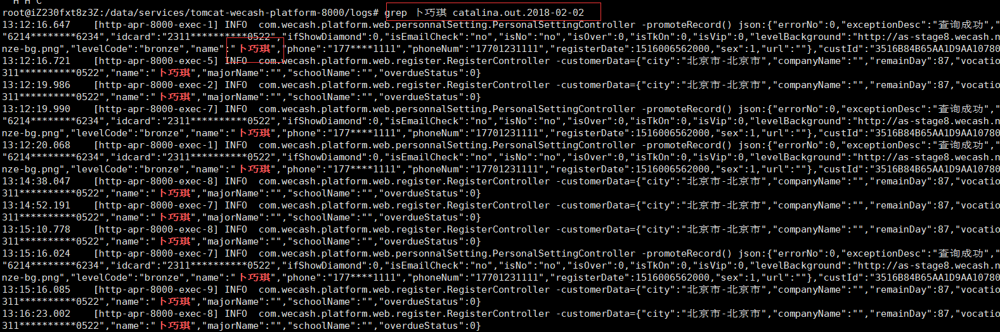 root@iZ230fxt8z3Z:/data/services/tomcat-wecash-platform-8000/logs# grep 卜巧琪 catalina.out.2018-02-02
13:12:16.647    [http-apr-8000-exec-1] INFO  com.wecash.platform.web.personnalSetting.PersonalSettingController -promoteRecord() json:{"errorNo":0,"exceptionDesc":"查询成功","
"6214********6234","idcard":"2311**********0522","ifShowDiamond":0,"isEmailCheck":"no","isNo":"no","isOver":0,"isTkOn":0,"isVip":0,"levelBackground":"http://as-stage8.wecash.n
nze-bg.png","levelCode":"bronze","name":"卜巧琪","phone":"177****1111","phoneNum":"17701231111","registerDate":1516006562000,"sex":1,"url":""},"custId":"3516B84B65AA1D9AA10780
13:12:16.721    [http-apr-8000-exec-5] INFO  com.wecash.platform.web.register.RegisterController -customerData={"city":"北京市-北京市","companyName":"","remainDay":87,"vocatio
311**********0522","name":"卜巧琪","majorName":"","schoolName":"","overdueStatus":0}
13:12:19.986    [http-apr-8000-exec-2] INFO  com.wecash.platform.web.register.RegisterController -customerData={"city":"北京市-北京市","companyName":"","remainDay":87,"vocatio
311**********0522","name":"卜巧琪","majorName":"","schoolName":"","overdueStatus":0}
13:12:19.990    [http-apr-8000-exec-7] INFO  com.wecash.platform.web.personnalSetting.PersonalSettingController -promoteRecord() json:{"errorNo":0,"exceptionDesc":"查询成功","
"6214********6234","idcard":"2311**********0522","ifShowDiamond":0,"isEmailCheck":"no","isNo":"no","isOver":0,"isTkOn":0,"isVip":0,"levelBackground":"http://as-stage8.wecash.n
nze-bg.png","levelCode":"bronze","name":"卜巧琪","phone":"177****1111","phoneNum":"17701231111","registerDate":1516006562000,"sex":1,"url":""},"custId":"3516B84B65AA1D9AA10780
13:12:20.068    [http-apr-8000-exec-1] INFO  com.wecash.platform.web.personnalSetting.PersonalSettingController -promoteRecord() json:{"errorNo":0,"exceptionDesc":"查询成功","
"6214********6234","idcard":"2311**********0522","ifShowDiamond":0,"isEmailCheck":"no","isNo":"no","isOver":0,"isTkOn":0,"isVip":0,"levelBackground":"http://as-stage8.wecash.n
nze-bg.png","levelCode":"bronze","name":"卜巧琪","phone":"177****1111","phoneNum":"17701231111","registerDate":1516006562000,"sex":1,"url":""},"custId":"3516B84B65AA1D9AA10780
13:14:38.047    [http-apr-8000-exec-8] INFO  com.wecash.platform.web.register.RegisterController -customerData={"city":"北京市-北京市","companyName":"","remainDay":87,"vocatio
311**********0522","name":"卜巧琪","majorName":"","schoolName":"","overdueStatus":0}
13:14:52.191    [http-apr-8000-exec-7] INFO  com.wecash.platform.web.register.RegisterController -customerData={"city":"北京市-北京市","companyName":"","remainDay":87,"vocatio
311**********0522","name":"卜巧琪","majorName":"","schoolName":"","overdueStatus":0}
13:15:10.778    [http-apr-8000-exec-8] INFO  com.wecash.platform.web.register.RegisterController -customerData={"city":"北京市-北京市","companyName":"","remainDay":87,"vocatio
311**********0522","name":"卜巧琪","majorName":"","schoolName":"","overdueStatus":0}
13:15:16.024    [http-apr-8000-exec-7] INFO  com.wecash.platform.web.personnalSetting.PersonalSettingController -promoteRecord() json:{"errorNo":0,"exceptionDesc":"查询成功","
"6214********6234","idcard":"2311**********0522","ifShowDiamond":0,"isEmailCheck":"no","isNo":"no","isOver":0,"isTkOn":0,"isVip":0,"levelBackground":"http://as-stage8.wecash.n
nze-bg.png","levelCode":"bronze","name":"卜巧琪","phone":"177****1111","phoneNum":"17701231111","registerDate":1516006562000,"sex":1,"url":""},"custId":"3516B84B65AA1D9AA10780
13:15:16.085    [http-apr-8000-exec-9] INFO  com.wecash.platform.web.register.RegisterController -customerData={"city":"北京市-北京市","companyName":"","remainDay":87,"vocatio
311**********0522","name":"卜巧琪","majorName":"","schoolName":"","overdueStatus":0}
13:16:23.002    [http-apr-8000-exec-8] INFO  com.wecash.platform.web.register.RegisterController -customerData={"city":"北京市-北京市","companyName":"","remainDay":87,"vocatio
311**********0522","name":"卜巧琪","majorName":"","schoolName":"","overdueStatus":0}